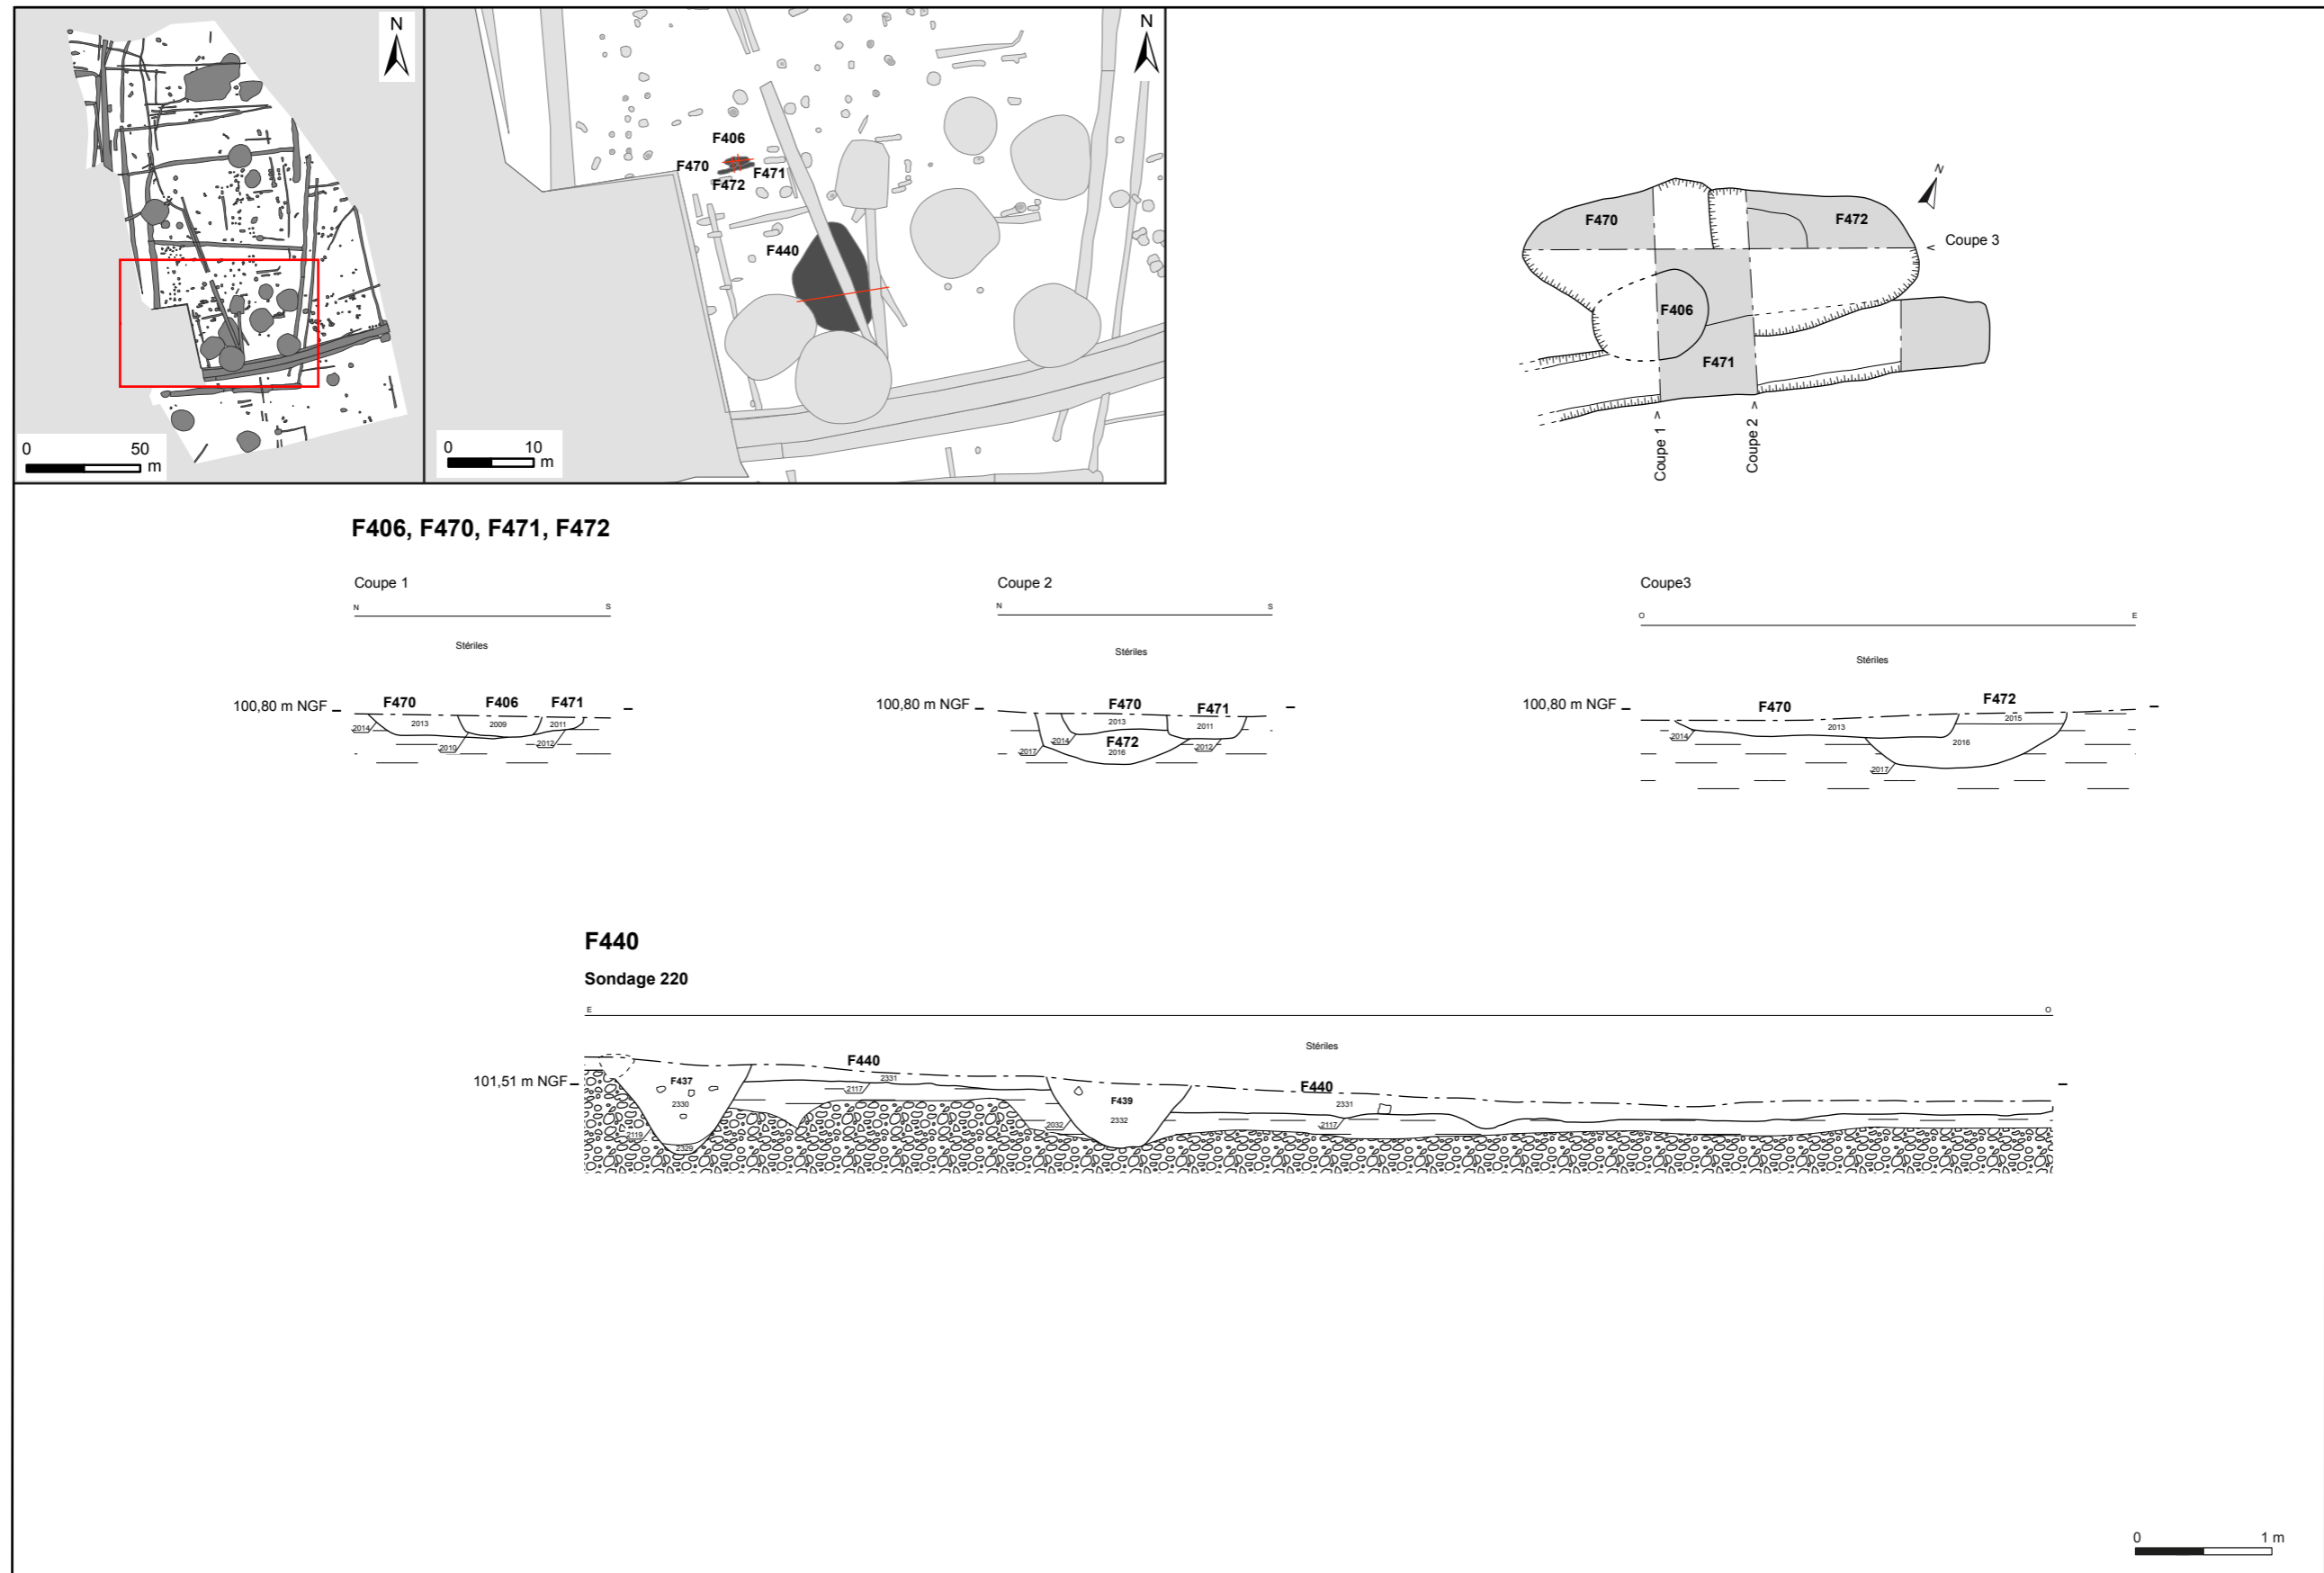 N
0 50
m
N
F406
F470
F471
F472
F440
0 10
m
N
F470
F472
Coupe 3
F406
F471
Coupe 1
Coupe 2
F406, F470, F471, F472
Coupe 1
N S
Stériles
100,80 m NGF
F470 F406 F471
2014 2013 2009 2011
2010 2012
Coupe 2
N S
Stériles
100,80 m NGF
F470
F471
2013 2011
2014 F472 2012
2017 2016
Coupe3
O E
Stériles
100,80 m NGF
F470 F472
2013 2015
2014 2016
2017
F440
Sondage 220
E O
Stériles
101,51 m NGF
F440
F437 2331
2117
2330
2119
2329
F440
F439 2331
2032 2332 2117
0 1 m